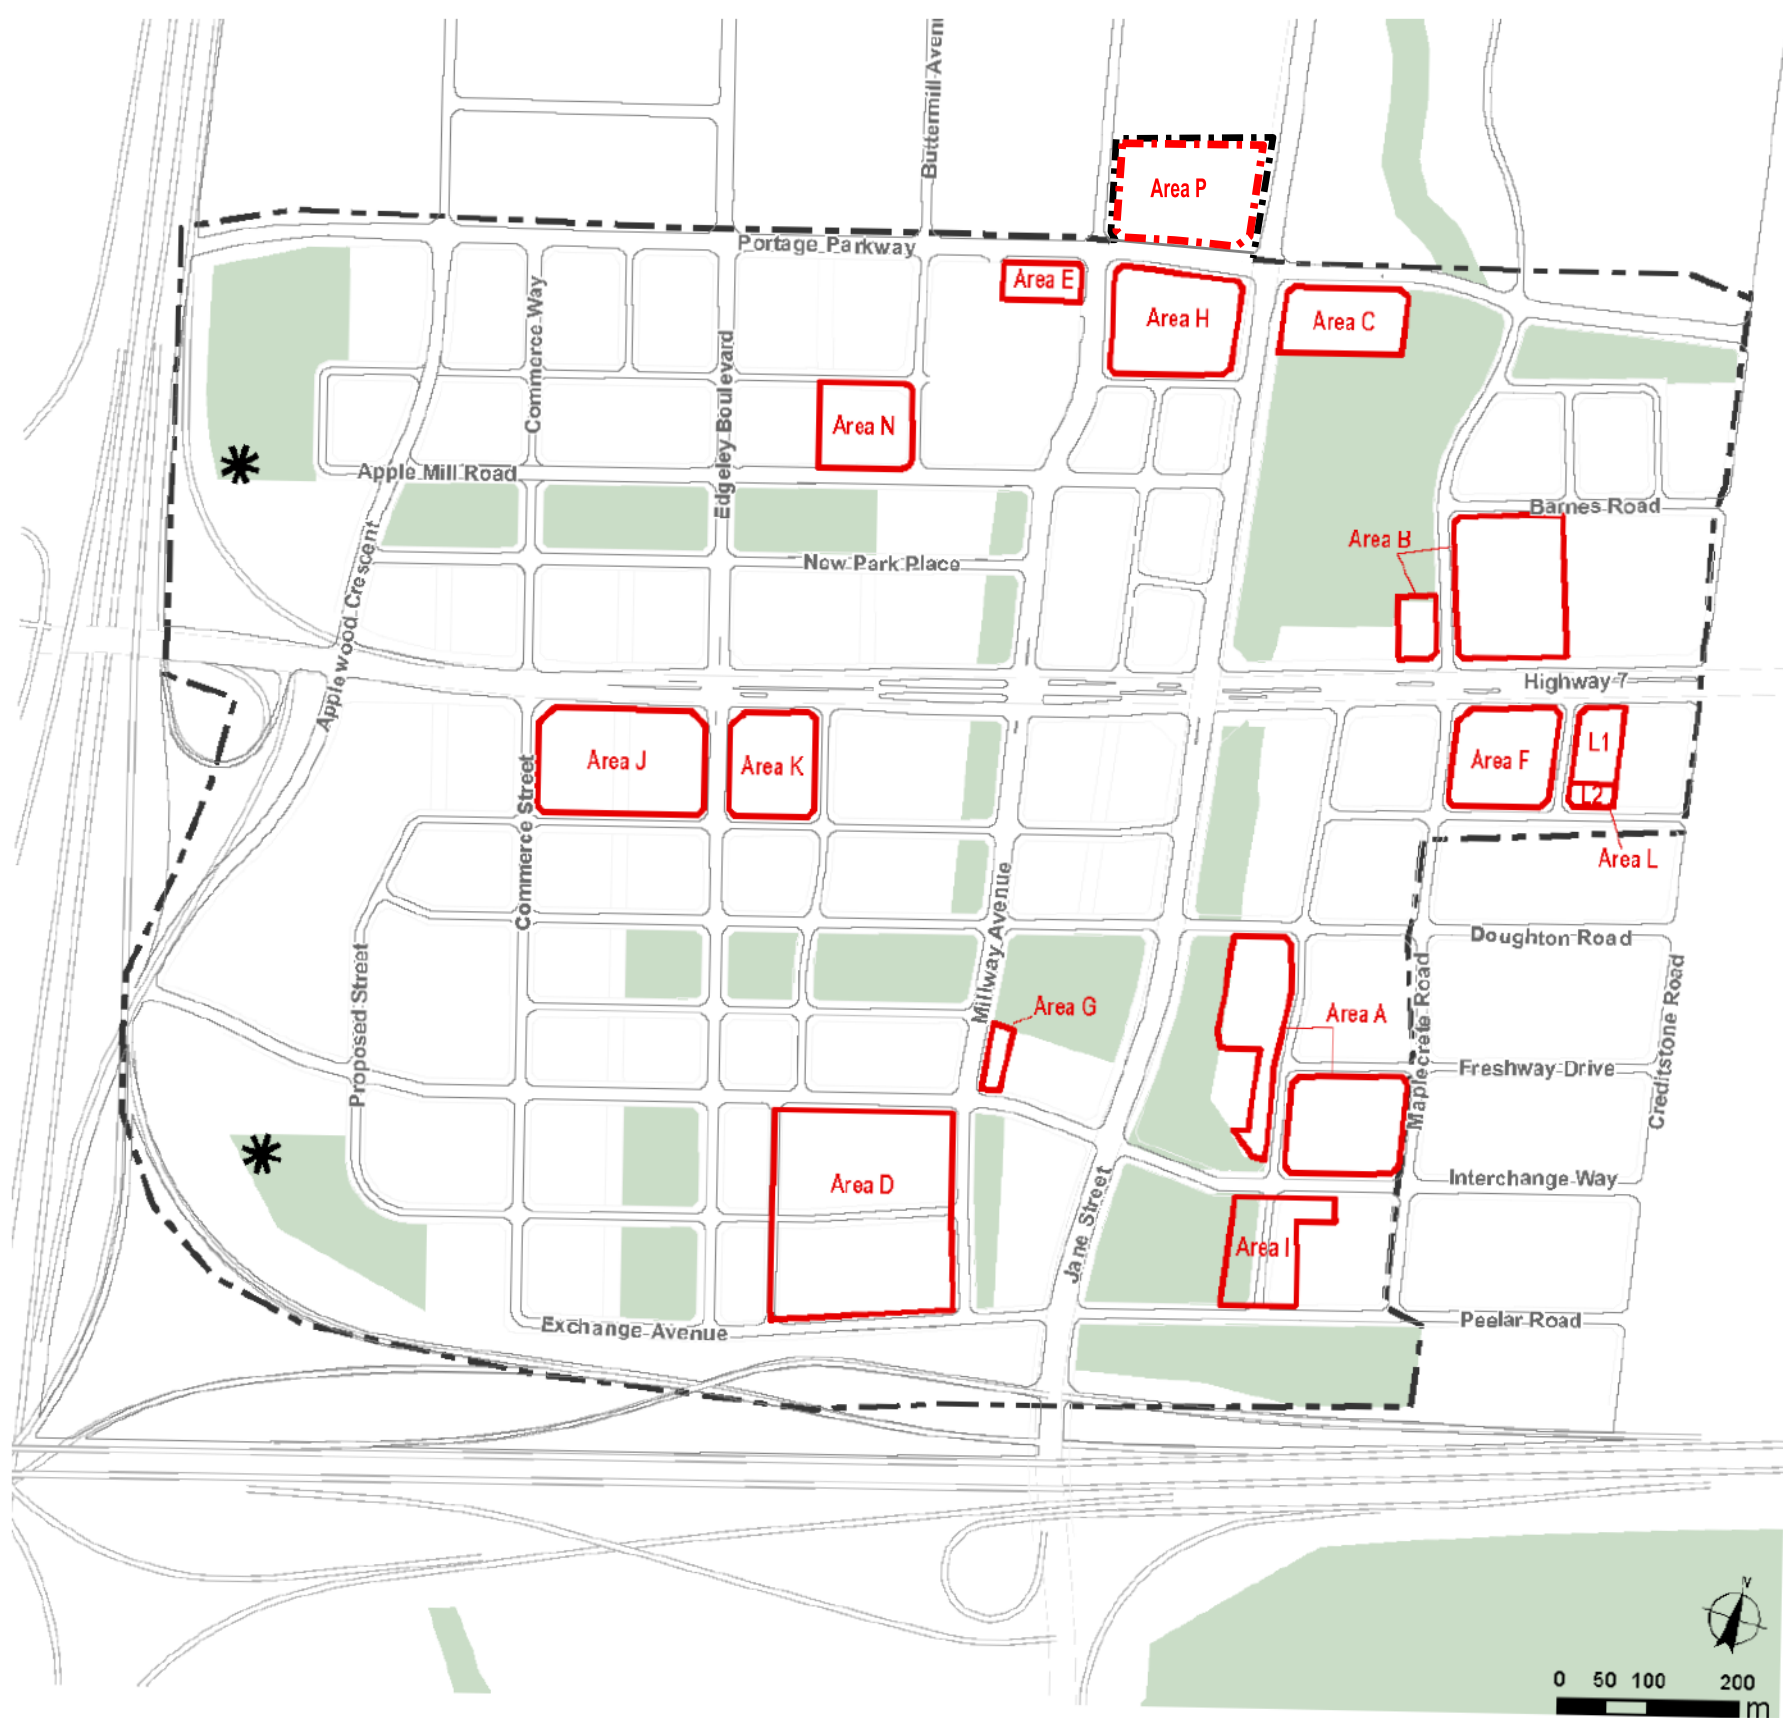 Buttermill Aven
Area P
Portage Parkway
Area E
Area H
Area C
Commerce Way
Edgeley Boulevard
Area N
Apple Mill Road
Barnes Road
Area B
New Park Place
Applewood Crescent
Highway 7
Area J
Area K
Area F
L1
L2
Area L
Commerce Street
Millway Avenue
Doughton Road
Proposed Street
Area G
Area A
Maplecrete Road
Creditstone Road
Freshway Drive
Area D
Jane Street
Interchange Way
Area I
Exchange Avenue
Peelar Road
N
0 50 100 200
m